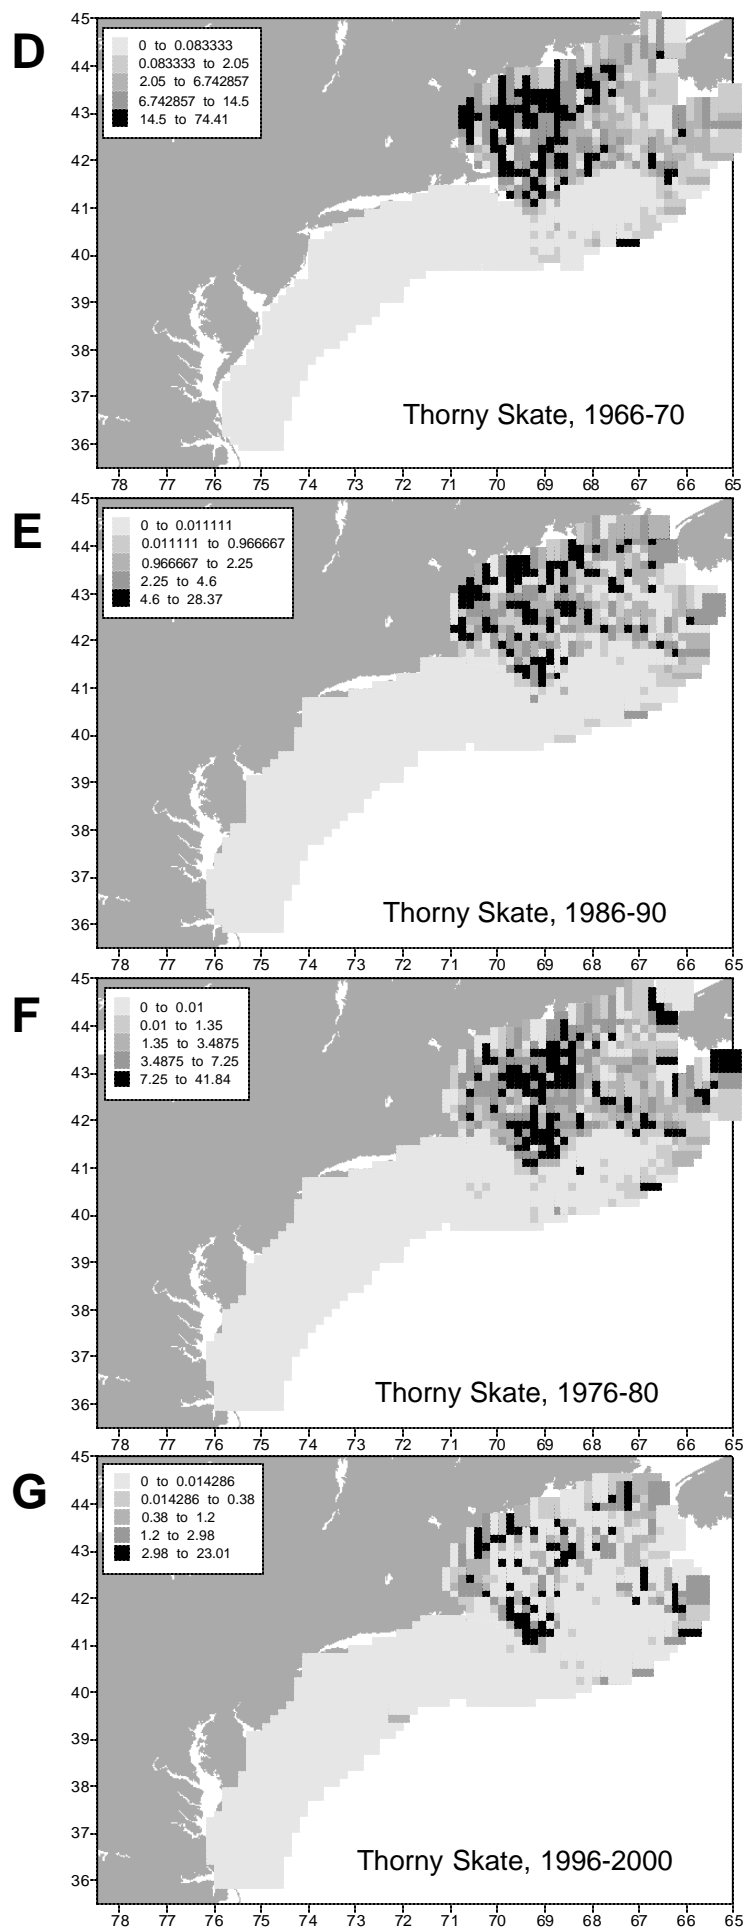 D
45
44
43
42
41
40
39
38
37
36
0 to 0.083333
0.083333 to 2.05
2.05 to 6.742857
6.742857 to 14.5
14.5 to 74.41
Thorny Skate, 1966-70
78 77 76 75 74 73 72 71 70 69 68 67 66 65
E
45
44
43
42
41
40
39
38
37
36
0 to 0.011111
0.011111 to 0.966667
0.966667 to 2.25
2.25 to 4.6
4.6 to 28.37
Thorny Skate, 1986-90
78 77 76 75 74 73 72 71 70 69 68 67 66 65
F
45
44
43
42
41
40
39
38
37
36
0 to 0.01
0.01 to 1.35
1.35 to 3.4875
3.4875 to 7.25
7.25 to 41.84
Thorny Skate, 1976-80
78 77 76 75 74 73 72 71 70 69 68 67 66 65
G
45
44
43
42
41
40
39
38
37
36
0 to 0.014286
0.014286 to 0.38
0.38 to 1.2
1.2 to 2.98
2.98 to 23.01
Thorny Skate, 1996-2000
78 77 76 75 74 73 72 71 70 69 68 67 66 65